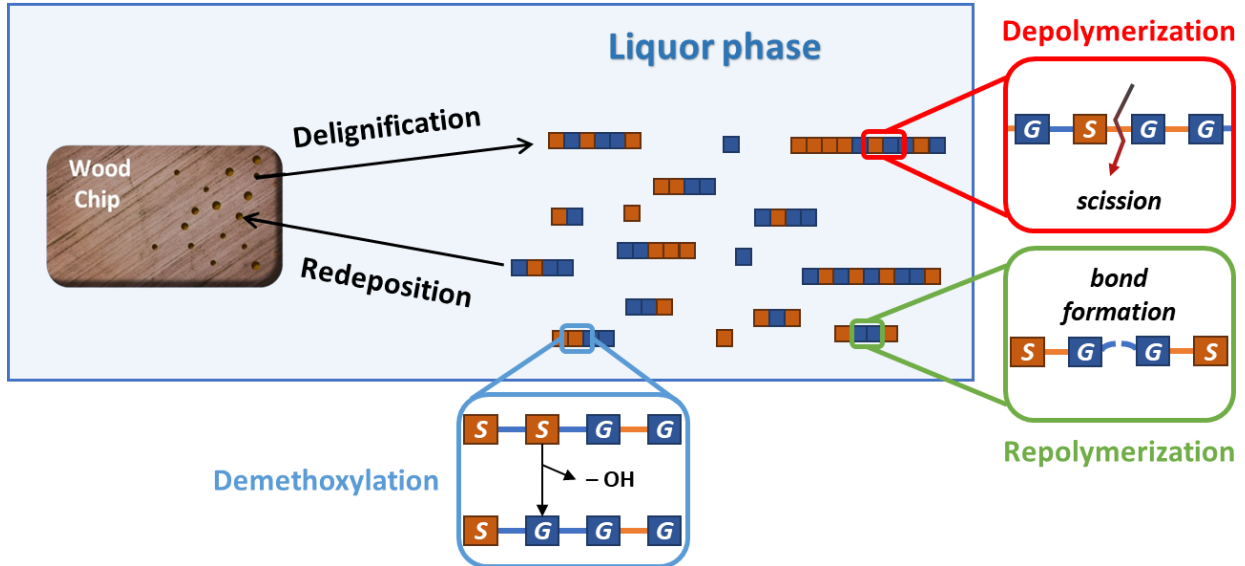 Liquor phase
Depolymerization
G S G G
scission
Delignification
Wood
Chip
Redeposition
bond
formation
S G G S
Repolymerization
S S G G
– OH
Demethoxylation
S G G G